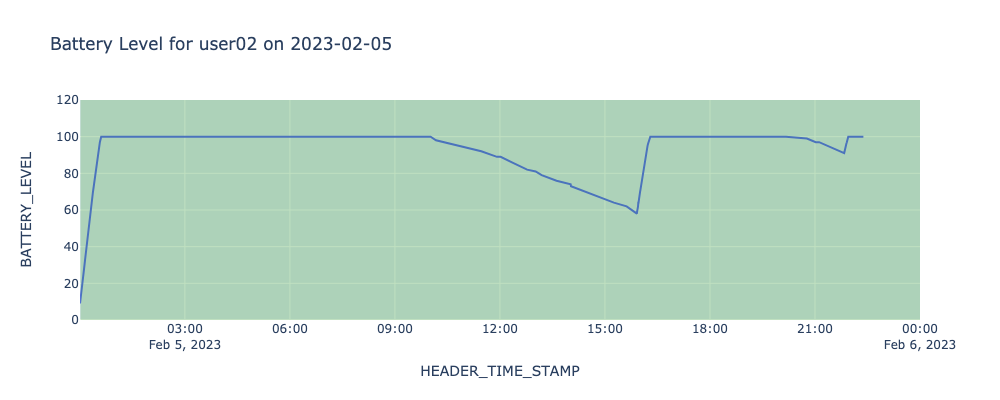 Battery Level for user02 on 2023-02-05
120
100
80
60
40
20
0
BATTERY_LEVEL
03:00 06:00 09:00 12:00 15:00 18:00 21:00 00:00
Feb 5, 2023 Feb 6, 2023
HEADER_TIME_STAMP